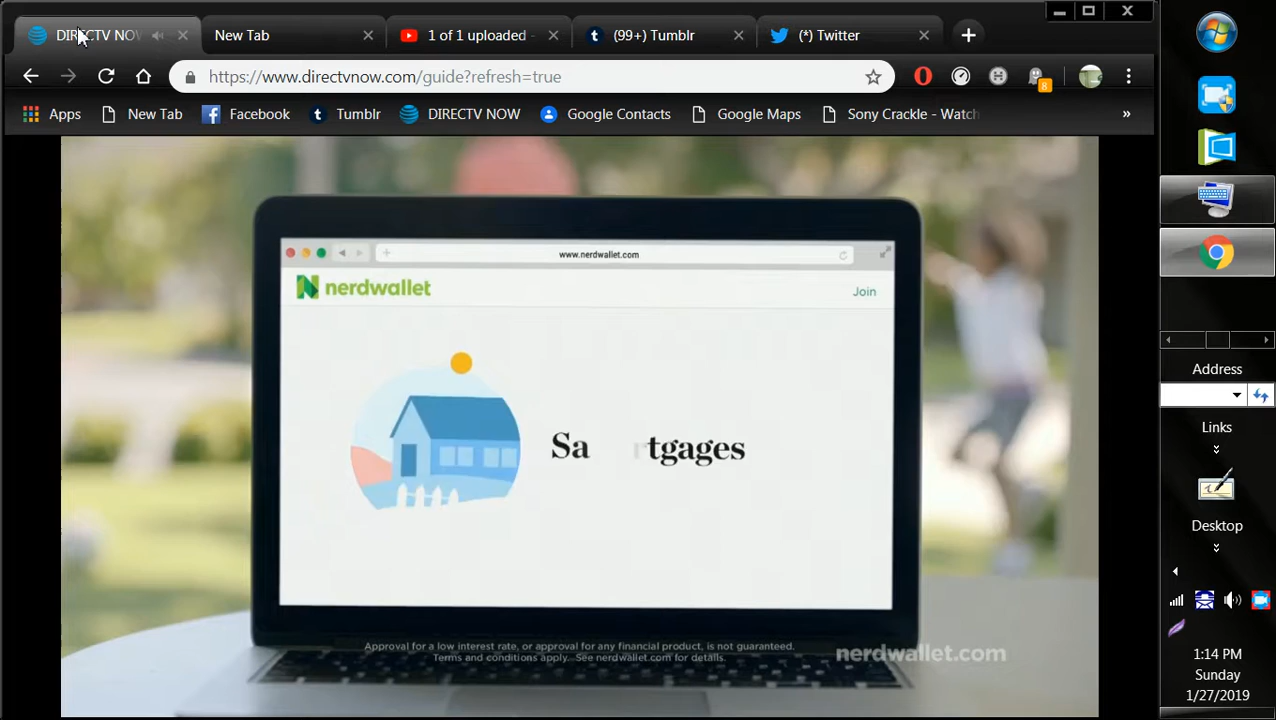 DIRECTV NOW
New Tab
1 of 1 uploaded -
(99+) Tumblr
(*) Twitter
https://www.directvnow.com/guide?refresh=true
8
Apps
New Tab
Facebook
Tumblr
DIRECTV NOW
Google Contacts
Google Maps
Sony Crackle - Watch
»
www.nerdwallet.com
nerdwallet
Join
Sa rtgages
Approval for a low interest rate, or approval for any financial product, is not guaranteed.
Terms and conditions apply. See nerdwallet.com for details.
nerdwallet.com
Address
Links
Desktop
1:14 PM
Sunday
1/27/2019